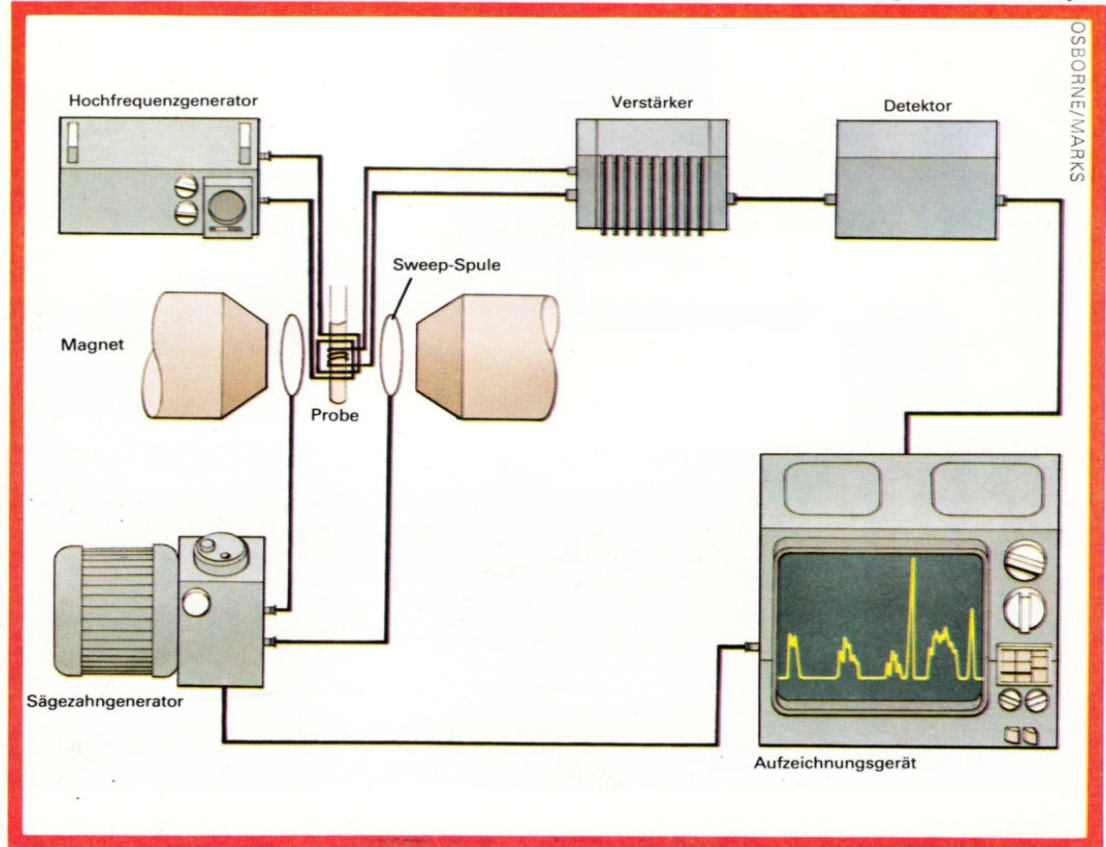 OSBORNE/MARKS
Hochfrequenzgenerator
Verstärker
Detektor
Sweep-Spule
Magnet
Probe
Sägezahngenerator
Aufzeichnungsgerät